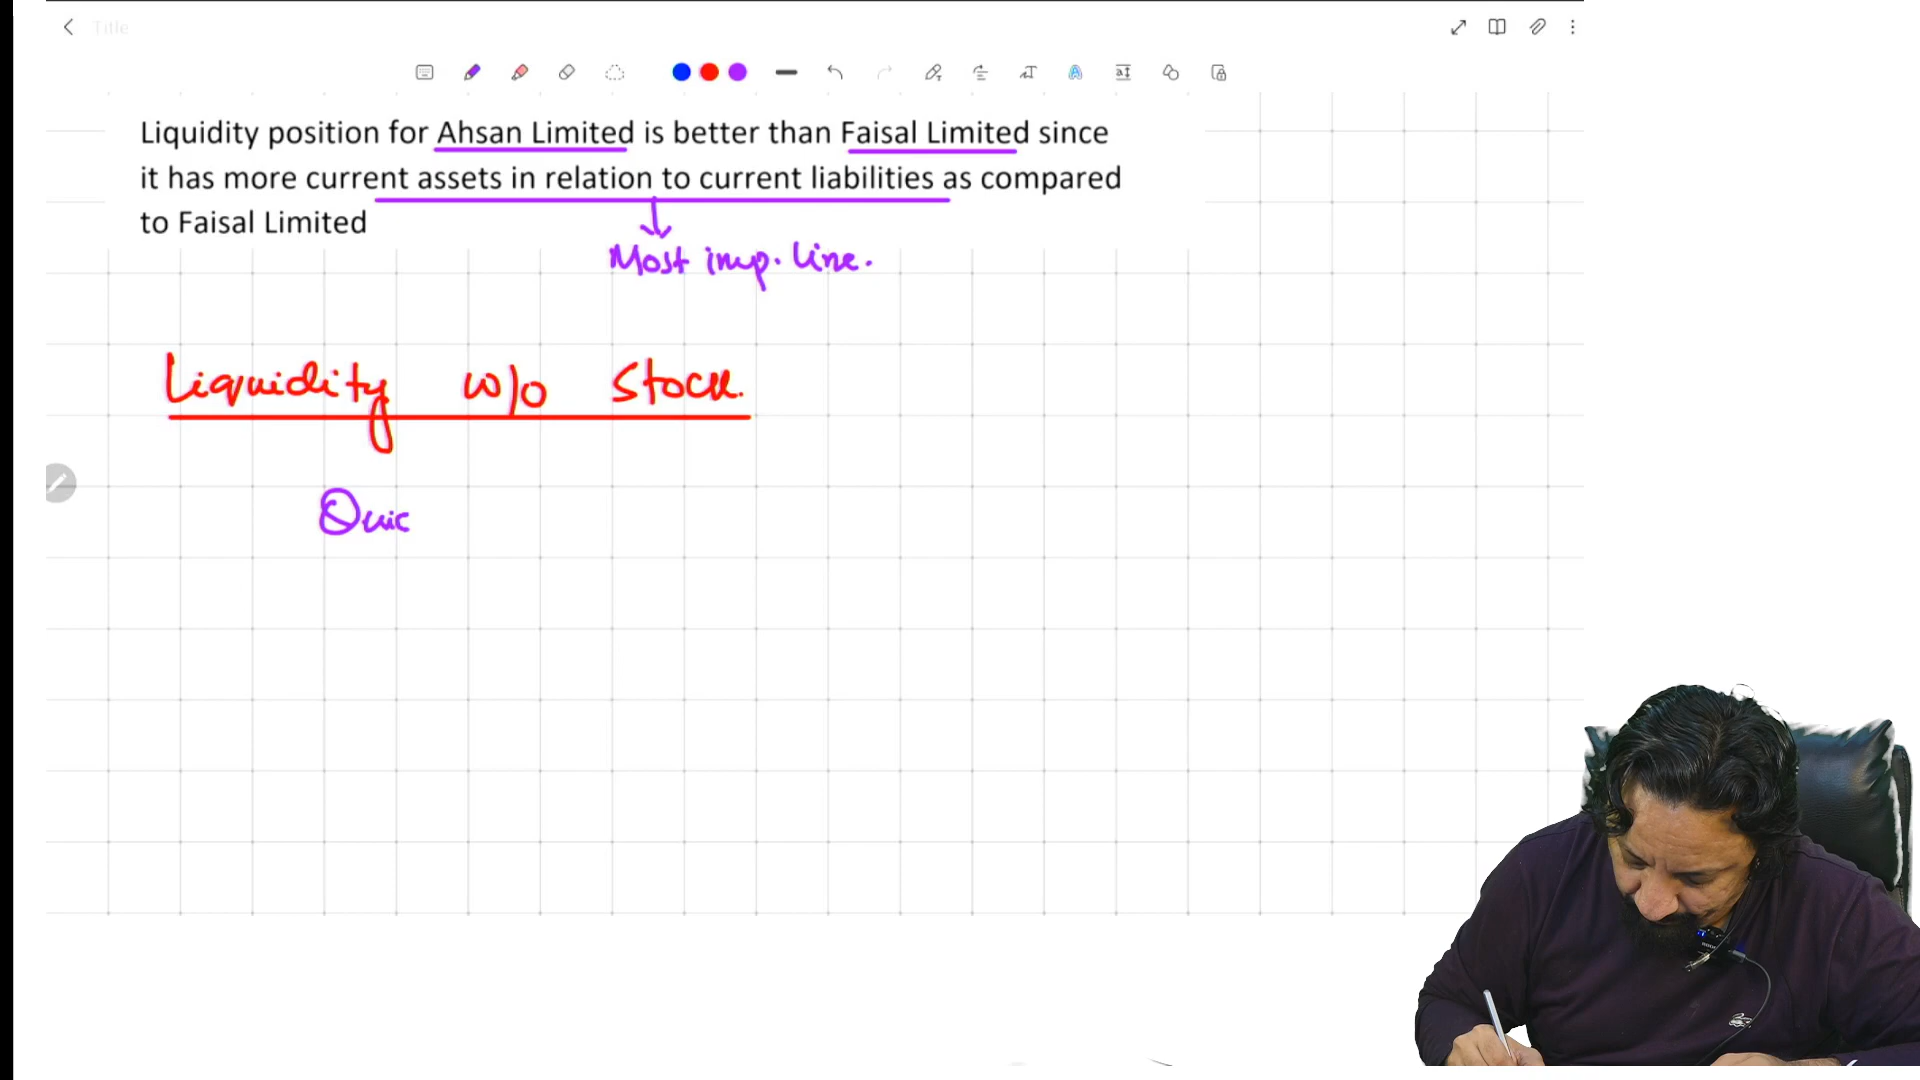 Title
Liquidity position for Ahsan Limited is better than Faisal Limited since
it has more current assets in relation to current liabilities as compared
to Faisal Limited
Most imp. line.
Liquidity w/o Stock.
Quic